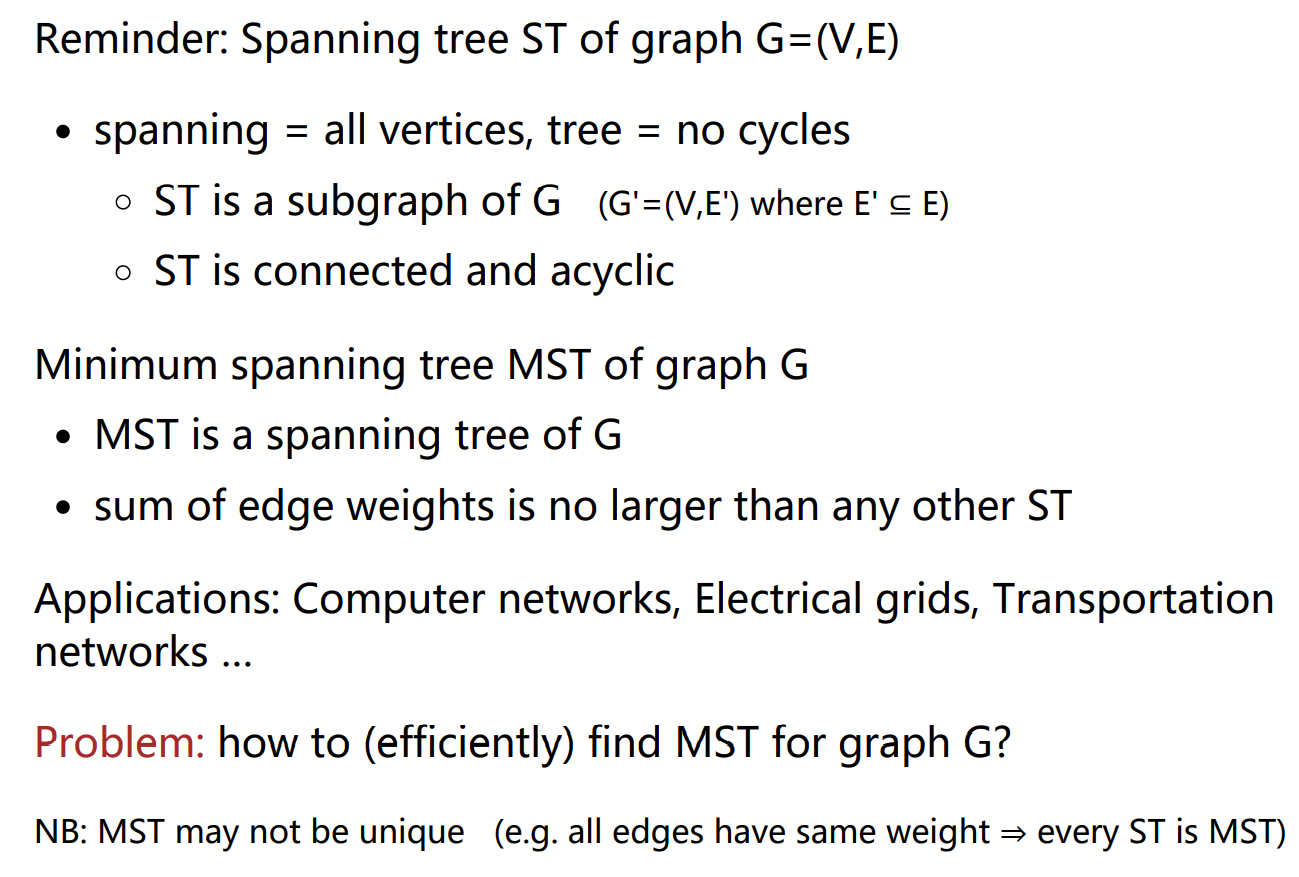 Reminder: Spanning tree ST of graph G=(V,E)
• spanning = all vertices, tree = no cycles
○ ST is a subgraph of G (G'=(V,E') where E' ⊆ E)
○ ST is connected and acyclic
Minimum spanning tree MST of graph G
• MST is a spanning tree of G
• sum of edge weights is no larger than any other ST
Applications: Computer networks, Electrical grids, Transportation
networks ...
Problem: how to (efficiently) find MST for graph G?
NB: MST may not be unique (e.g. all edges have same weight ⇒ every ST is MST)